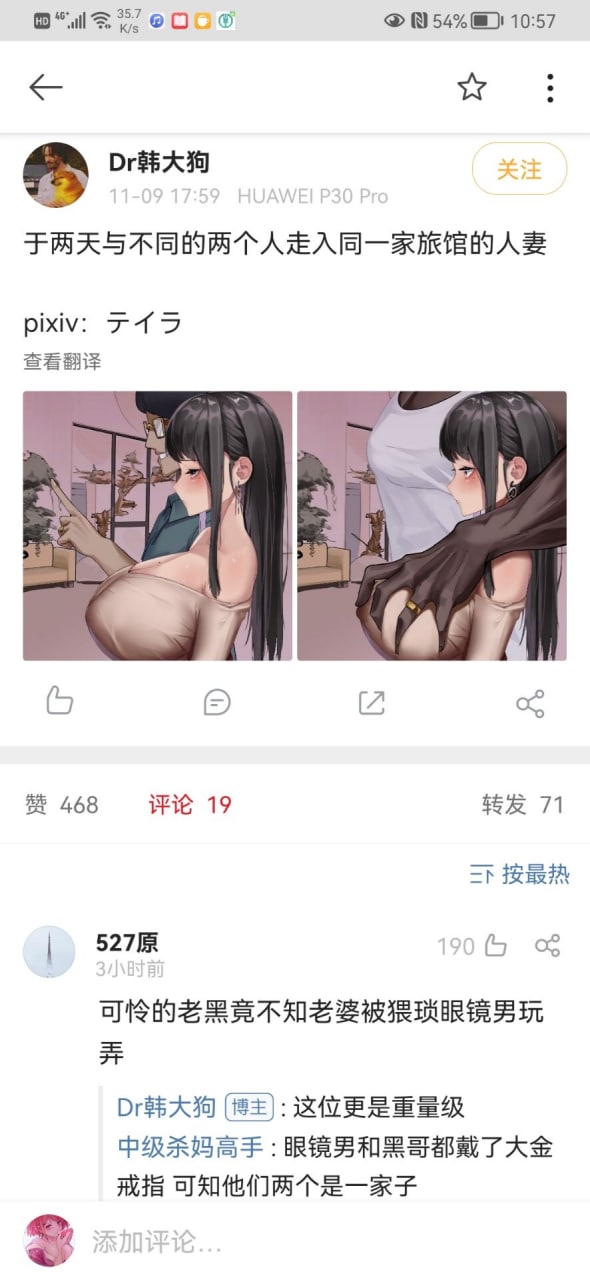 HD 4G 35.7 K/s 54% 10:57
Dr韩大狗
关注
11-09 17:59 HUAWEI P30 Pro
于两天与不同的两个人走入同一家旅馆的人妻
pixiv：テイラ
查看翻译
赞 468 评论 19 转发 71
按最热
527原
190
3小时前
可怜的老黑竟不知老婆被猥琐眼镜男玩
弄
Dr韩大狗 博主 : 这位更是重量级
中级杀妈高手 : 眼镜男和黑哥都戴了大金
戒指 可知他们两个是一家子
添加评论...